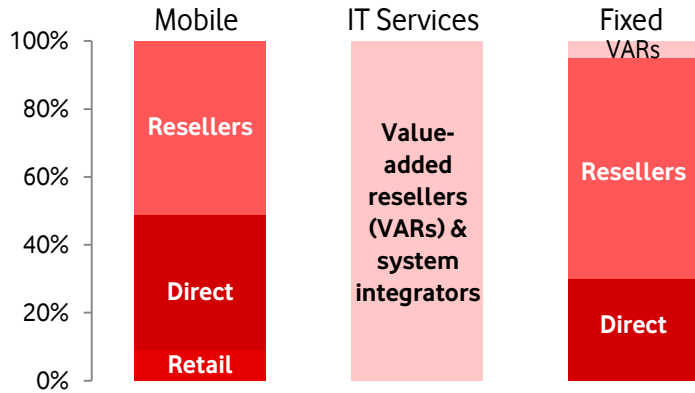 Mobile
IT Services
Fixed
100%
80%
60%
40%
20%
0%
Resellers
Direct
Retail
Value-
added
resellers
(VARs) &
system
integrators
VARs
Resellers
Direct